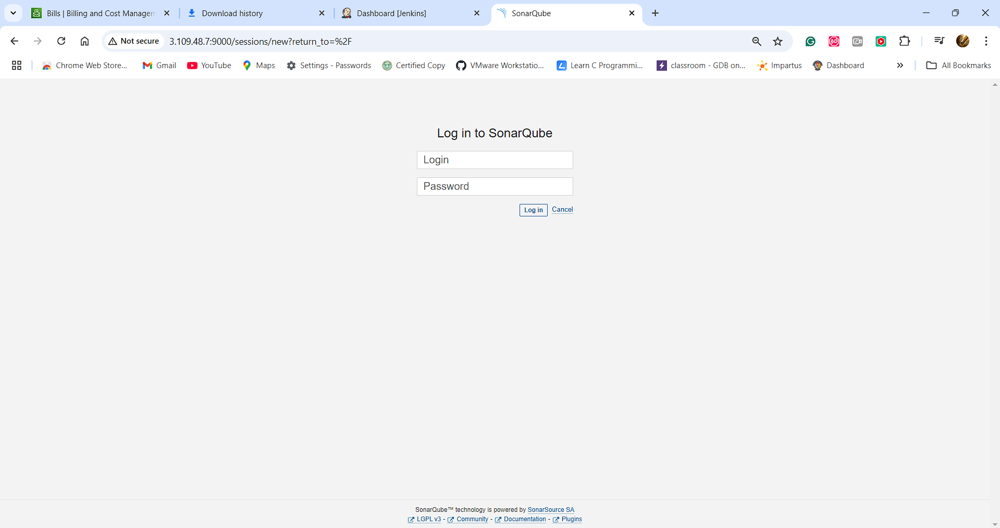 Bills | Billing and Cost Managem
Download history
Dashboard [Jenkins]
SonarQube
Not secure
3.109.48.7:9000/sessions/new?return_to=%2F
Chrome Web Store...
Gmail
YouTube
Maps
Settings - Passwords
Certified Copy
VMware Workstatio...
Learn C Programmi...
classroom - GDB on...
Impartus
Dashboard
All Bookmarks
Log in to SonarQube
Login
Password
Log in
Cancel
SonarQube™ technology is powered by SonarSource SA
LGPL v3 - Community - Documentation - Plugins